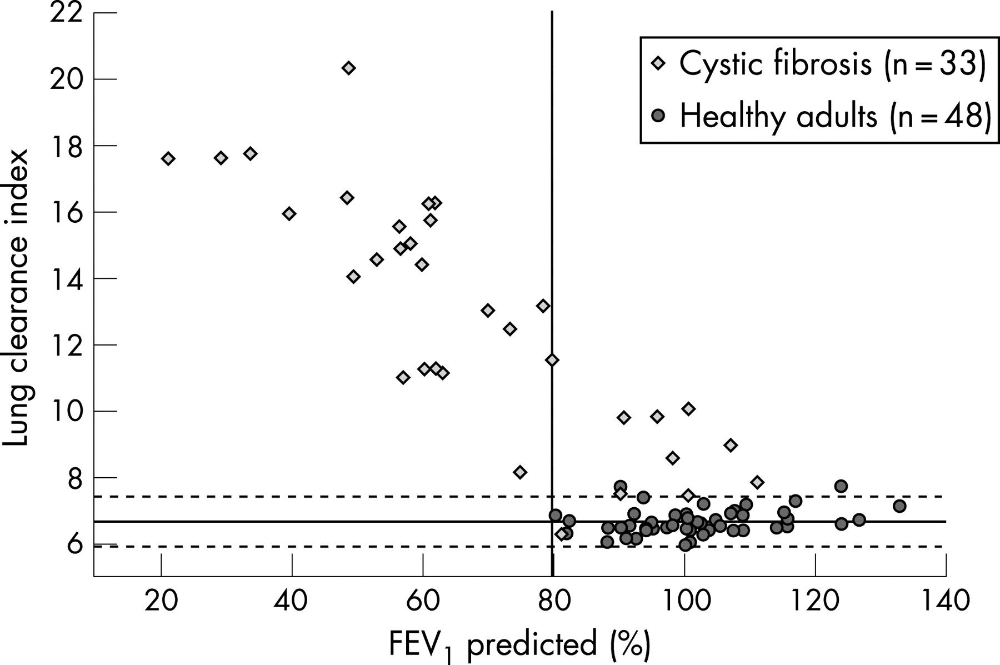 22
20
18
16
14
12
10
8
6
Lung clearance index
Cystic fibrosis (n = 33)
Healthy adults (n = 48)
20 40 60 80 100 120 140
FEV1 predicted (%)